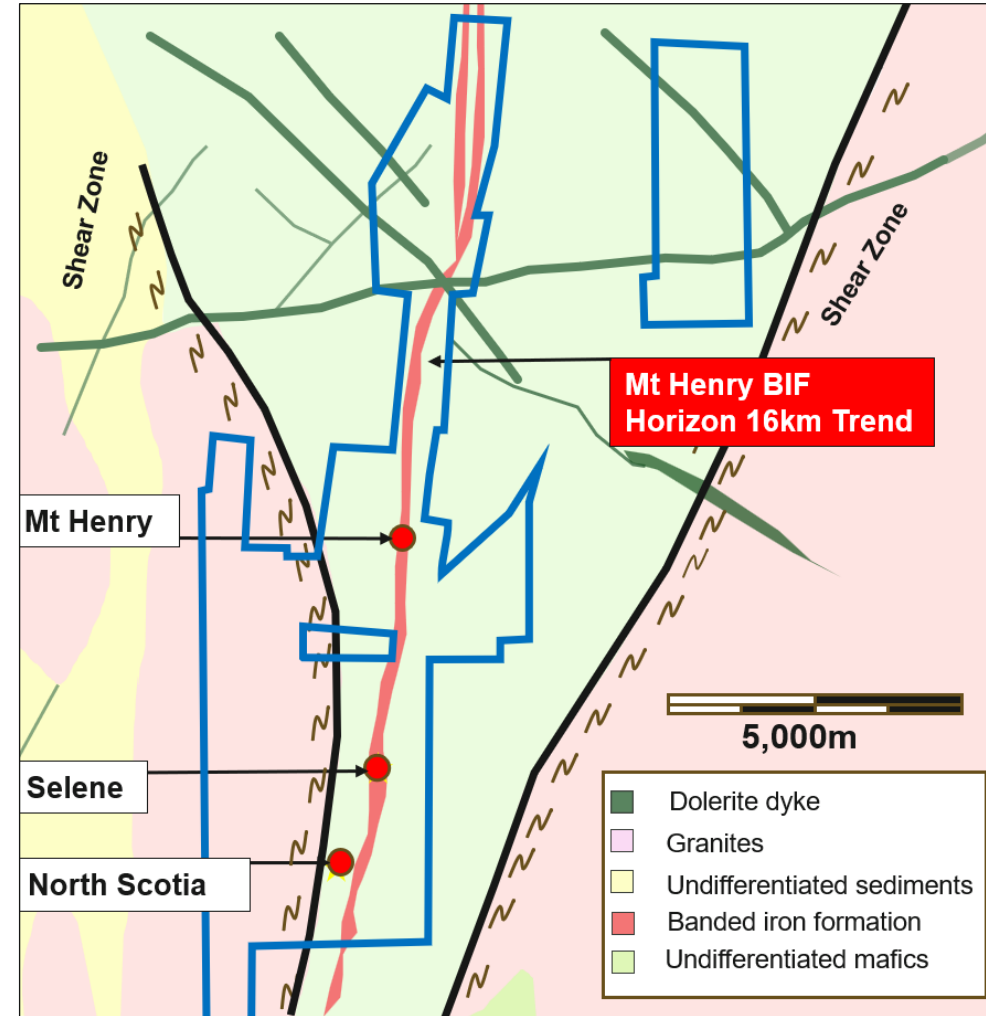 Shear Zone
Shear Zone
Mt Henry BIF
Horizon 16km Trend
Mt Henry
5,000m
Selene
North Scotia
Dolerite dyke
Granites
Undifferentiated sediments
Banded iron formation
Undifferentiated mafics